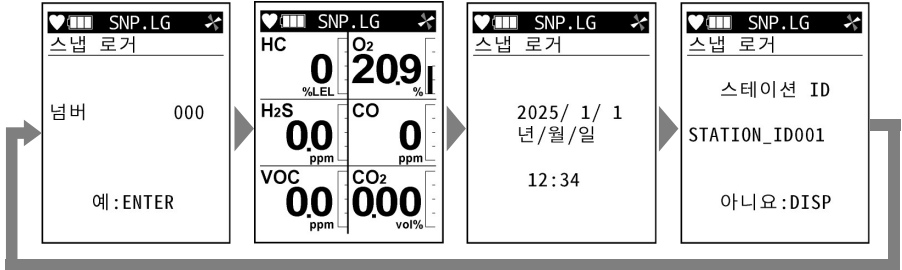 SNP.LG
스냅 로거
넘버 000
예:ENTER
SNP.LG
HC
0
%LEL
O2
20.9
%
H2S
0.0
ppm
CO
0
ppm
VOC
0.0
ppm
CO2
0.00
vol%
SNP.LG
스냅 로거
2025/ 1/ 1
년/월/일
12:34
SNP.LG
스냅 로거
스테이션 ID
STATION_ID001
아니요:DISP